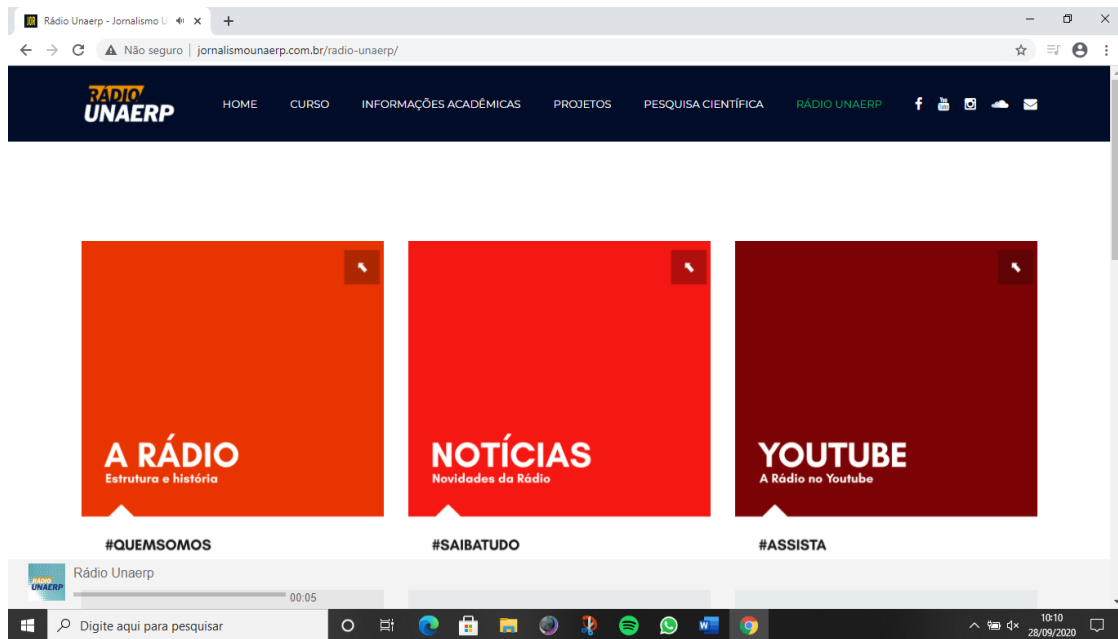 Rádio Unaerp - Jornalismo U
Não seguro | jornalismounaerp.com.br/radio-unaerp/
RÁDIO
UNAERP
HOME CURSO INFORMAÇÕES ACADÊMICAS PROJETOS PESQUISA CIENTÍFICA RÁDIO UNAERP
A RÁDIO
Estrutura e história
NOTÍCIAS
Novidades da Rádio
YOUTUBE
A Rádio no Youtube
#QUEMSOMOS
#SAIBATUDO
#ASSISTA
RÁDIO
UNAERP
Rádio Unaerp
00:05
Digite aqui para pesquisar
10:10
28/09/2020